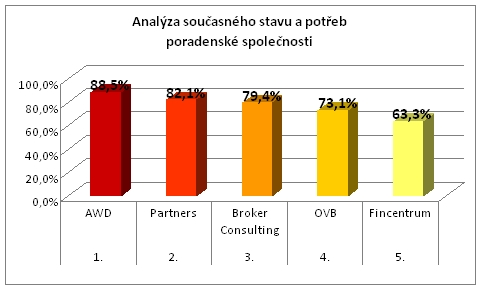 Analýza současného stavu a potřeb
poradenské společnosti
100,0%
80,0%
60,0%
40,0%
20,0%
0,0%
88,5%
82,1%
79,4%
73,1%
63,3%
AWD
Partners
Broker
Consulting
OVB
Fincentrum
1.
2.
3.
4.
5.